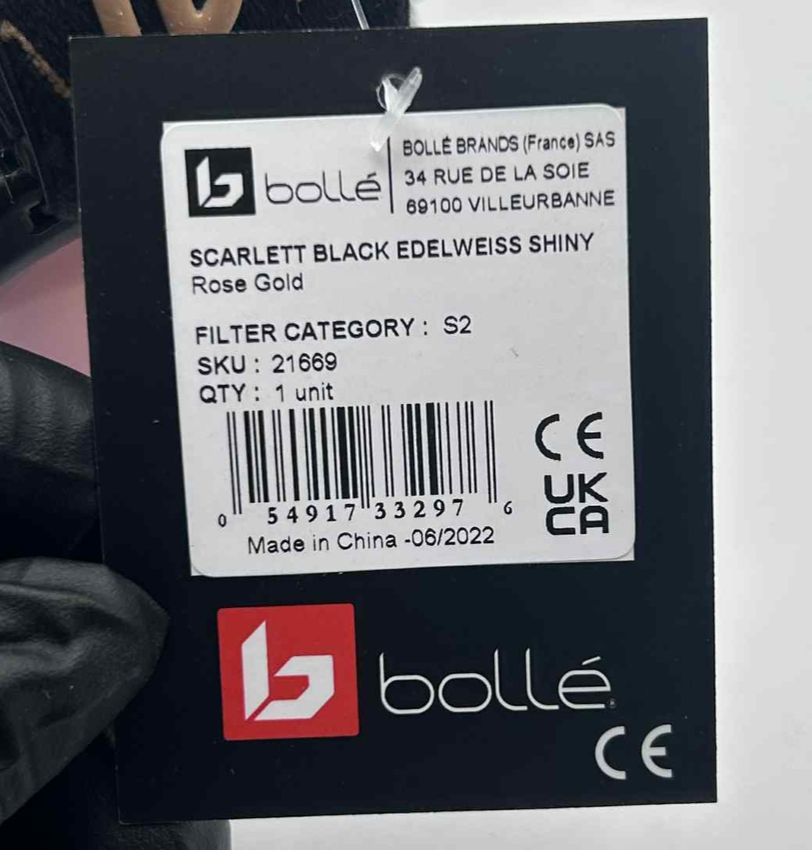 bollé
BOLLÉ BRANDS (France) SAS
34 RUE DE LA SOIE
69100 VILLEURBANNE
SCARLETT BLACK EDELWEISS SHINY
Rose Gold
FILTER CATEGORY : S2
SKU : 21669
QTY : 1 unit
0 54917 33297 6
CE
UK
CA
Made in China -06/2022
bollé
CE